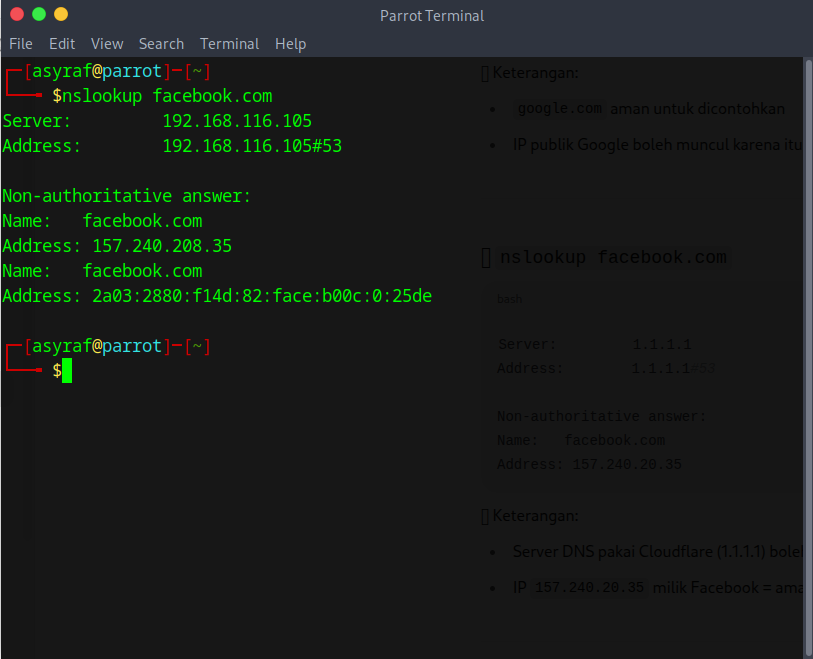 Parrot Terminal
File Edit View Search Terminal Help
┌─[asyraf@parrot]─[~]
└──╼ $nslookup facebook.com
Server:		192.168.116.105
Address:	192.168.116.105#53

Non-authoritative answer:
Name:	facebook.com
Address: 157.240.208.35
Name:	facebook.com
Address: 2a03:2880:f14d:82:face:b00c:0:25de

┌─[asyraf@parrot]─[~]
└──╼ $
Keterangan:
• google.com aman untuk dicontohkan
• IP publik Google boleh muncul karena itu
nslookup facebook.com
bash
Server: 1.1.1.1
Address: 1.1.1.1#53
Non-authoritative answer:
Name: facebook.com
Address: 157.240.20.35
Keterangan:
• Server DNS pakai Cloudflare (1.1.1.1) bolel
• IP 157.240.20.35 milik Facebook = ama